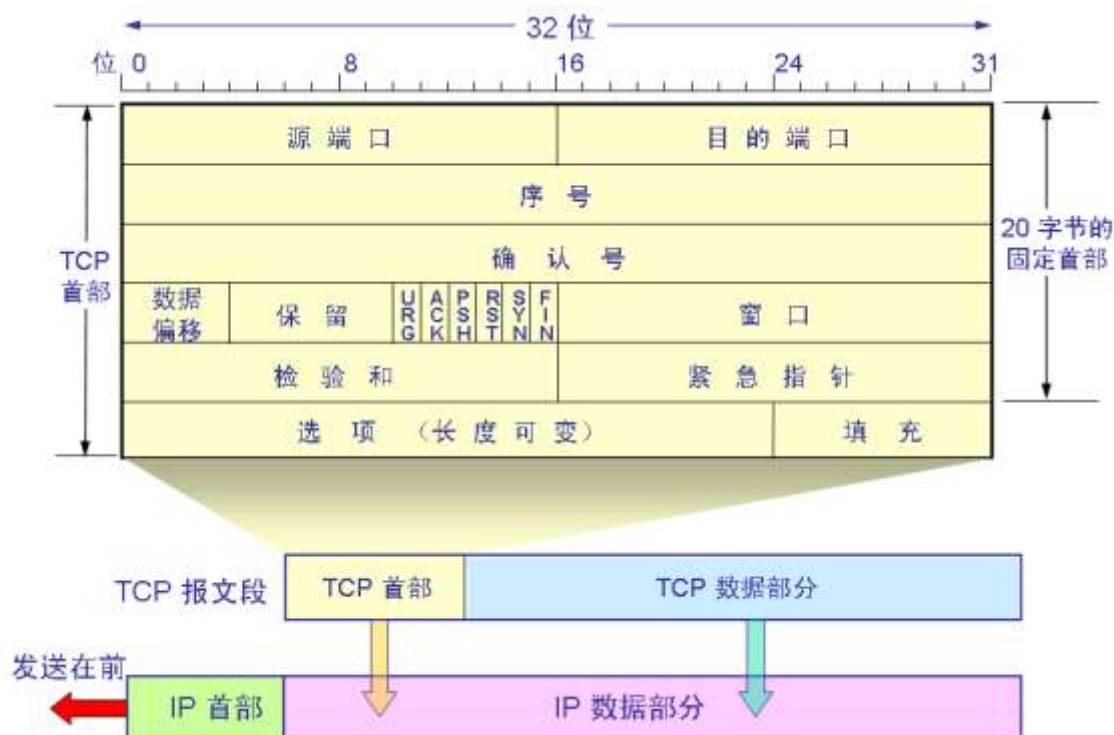 32 位
位 0 8 16 24 31
源 端 口 目 的 端 口
序 号
确 认 号
TCP
首部
20 字节的
固定首部
数据
偏移
保 留
URG
ACK
PSH
RST
SYN
FIN
窗 口
检 验 和 紧 急 指 针
选 项 （长 度 可 变） 填 充
TCP 报文段 TCP 首部 TCP 数据部分
发送在前
IP 首部 IP 数据部分